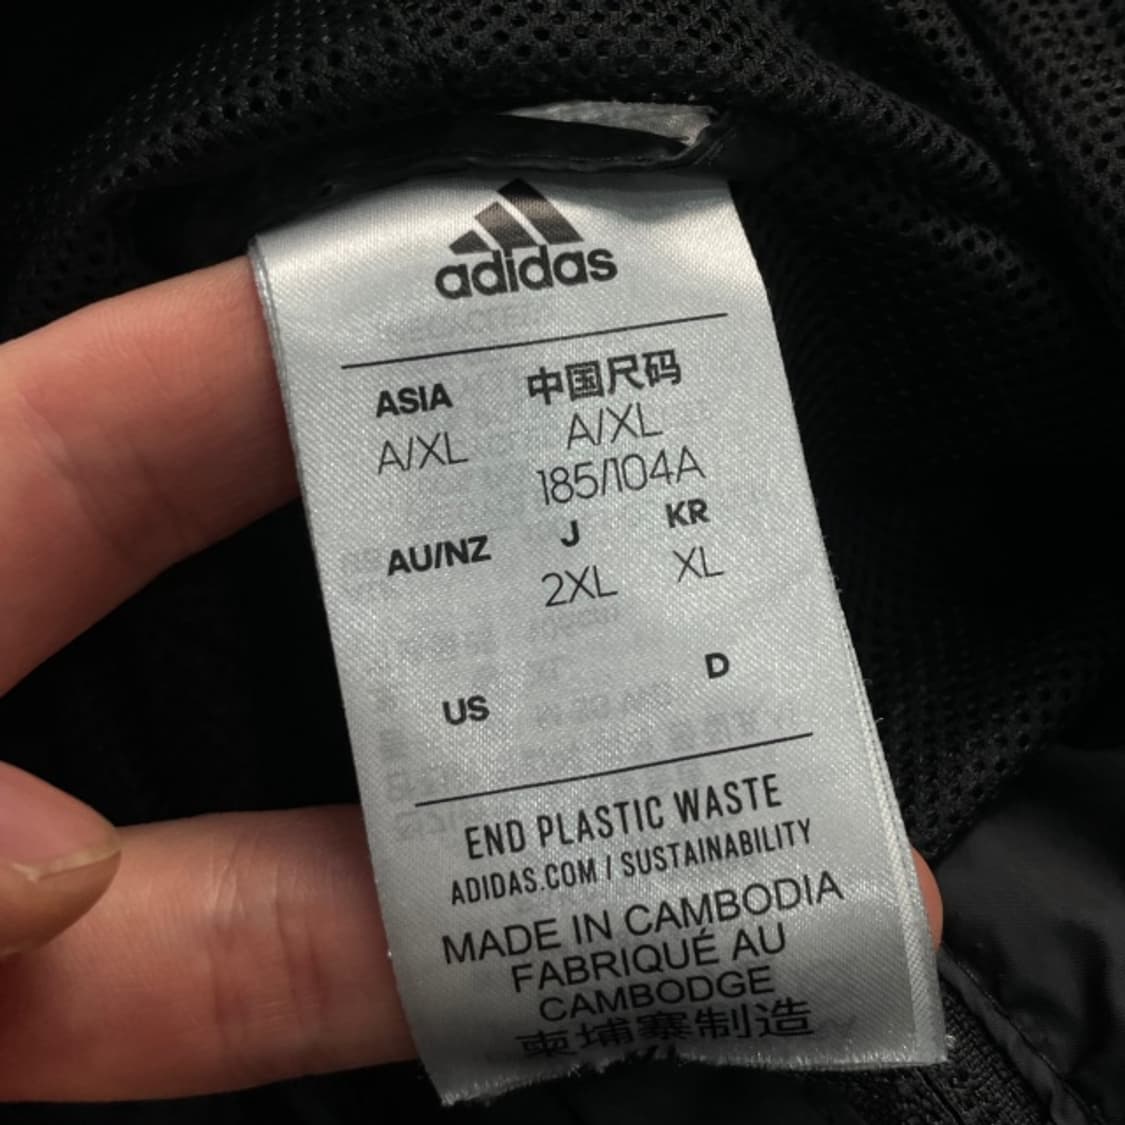 adidas
ASIA 中国尺码
A/XL A/XL
185/104A
AU/NZ J KR
2XL XL
US D
END PLASTIC WASTE
ADIDAS.COM / SUSTAINABILITY
MADE IN CAMBODIA
FABRIQUÉ AU
CAMBODGE
柬埔寨制造